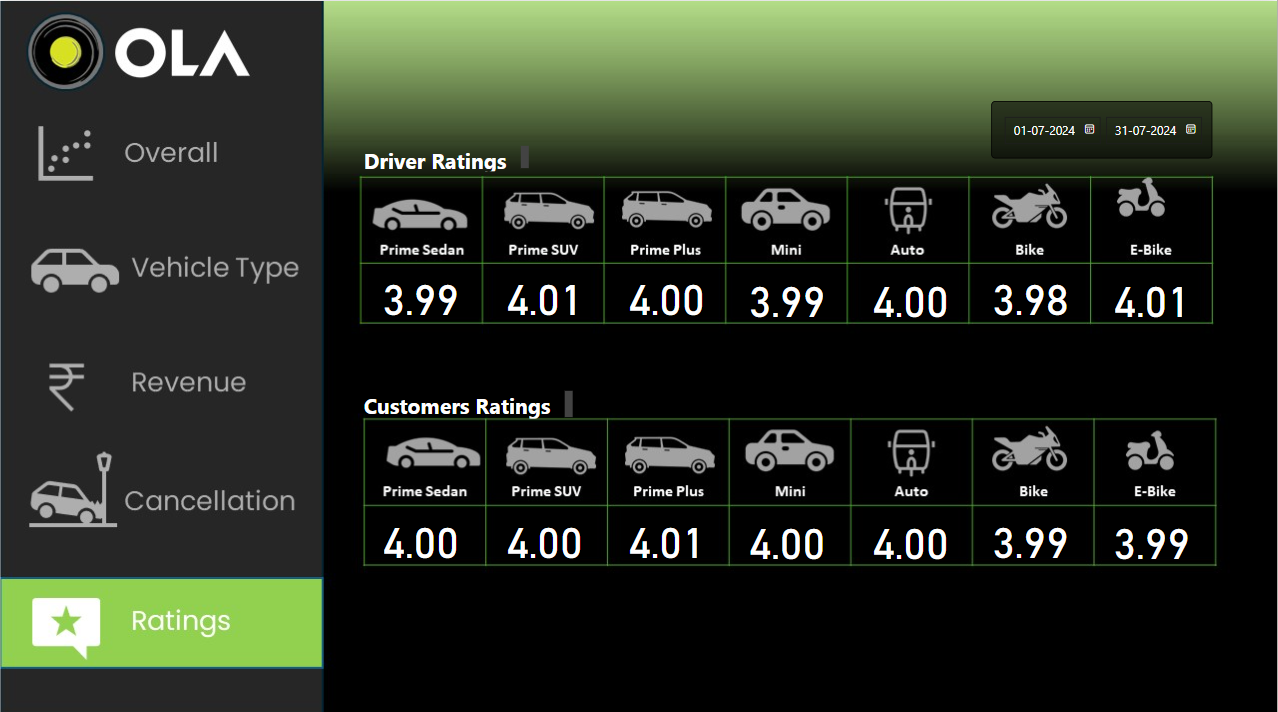 OLA
Overall
Vehicle Type
Revenue
Cancellation
Ratings
01-07-2024 31-07-2024
Driver Ratings
Prime Sedan Prime SUV Prime Plus Mini Auto Bike E-Bike
3.99 4.01 4.00 3.99 4.00 3.98 4.01
Customers Ratings
Prime Sedan Prime SUV Prime Plus Mini Auto Bike E-Bike
4.00 4.00 4.01 4.00 4.00 3.99 3.99